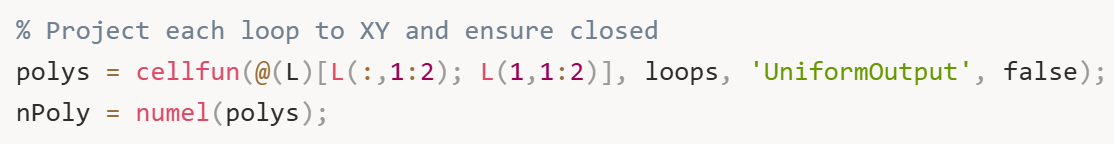 % Project each loop to XY and ensure closed
polys = cellfun(@(L)[L(:,1:2); L(1,1:2)], loops, 'UniformOutput', false);
nPoly = numel(polys);